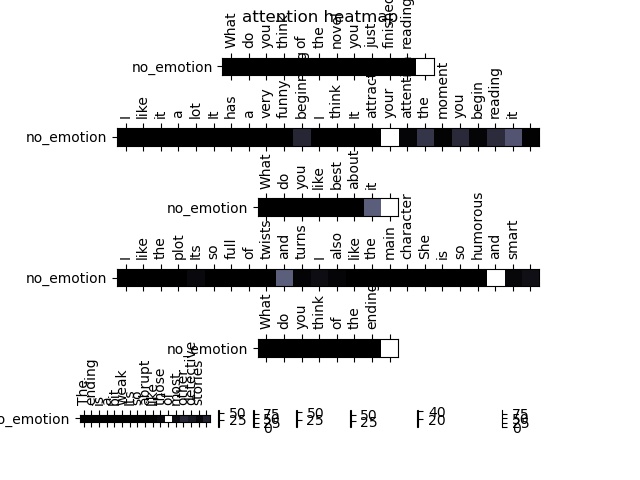 attention heatmap
What do you think of the novel you just finished reading
no_emotion
I like it a lot It has a very funny beginning I think It attract your attent the moment you begin reading it
no_emotion
What do you like best about it
no_emotion
I like the plot Its so full of twists and turns I also like the main character She is so humorous and smart
no_emotion
What do you think of the ending
no_emotion
The ending is a bit weak Its so abrupt like those of most other detective stories
no_emotion
50 75 50 50 40 75
25 50 25 25 20 50
25 25
0 0